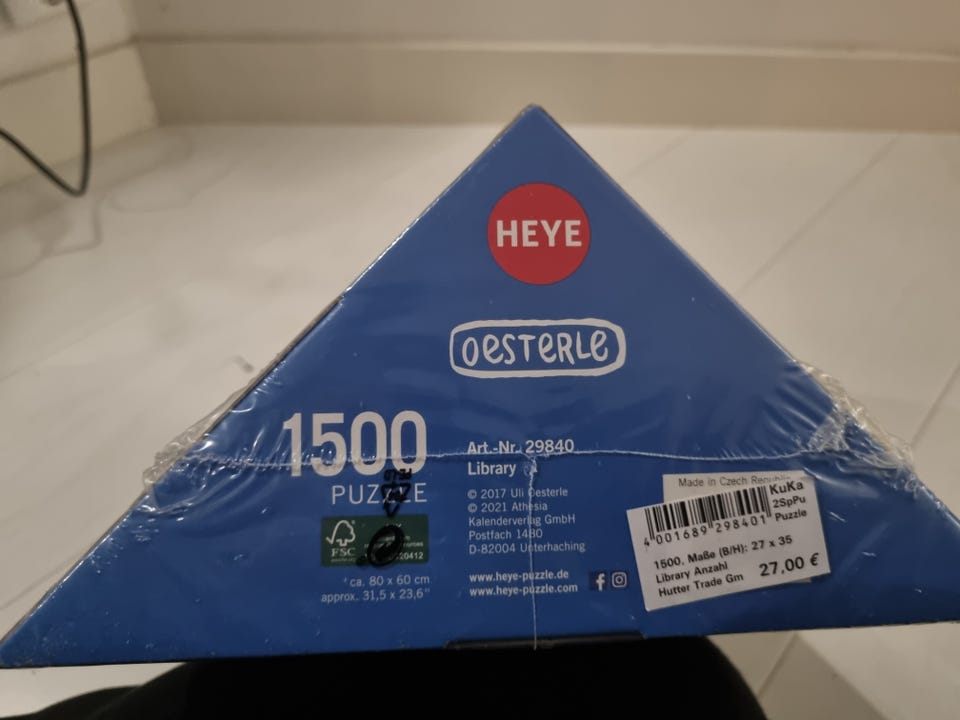 HEYE
OESTERLE
1500
PUZZLE
Art.-Nr. 29840
Library
© 2017 Uli Oesterle
© 2021 Athesia
Kalenderverlag GmbH
Postfach 1480
D-82004 Unterhaching
www.heye-puzzle.de
www.heye-puzzle.com
FSC
20412
ca. 80 x 60 cm
approx. 31,5 x 23,6"
Made in Czech Republic
KuKa
2SpPu
Puzzle
4 001689 298401
1500. Maße (B/H): 27 x 35
Library Anzahl
Hutter Trade Gm
27,00 €